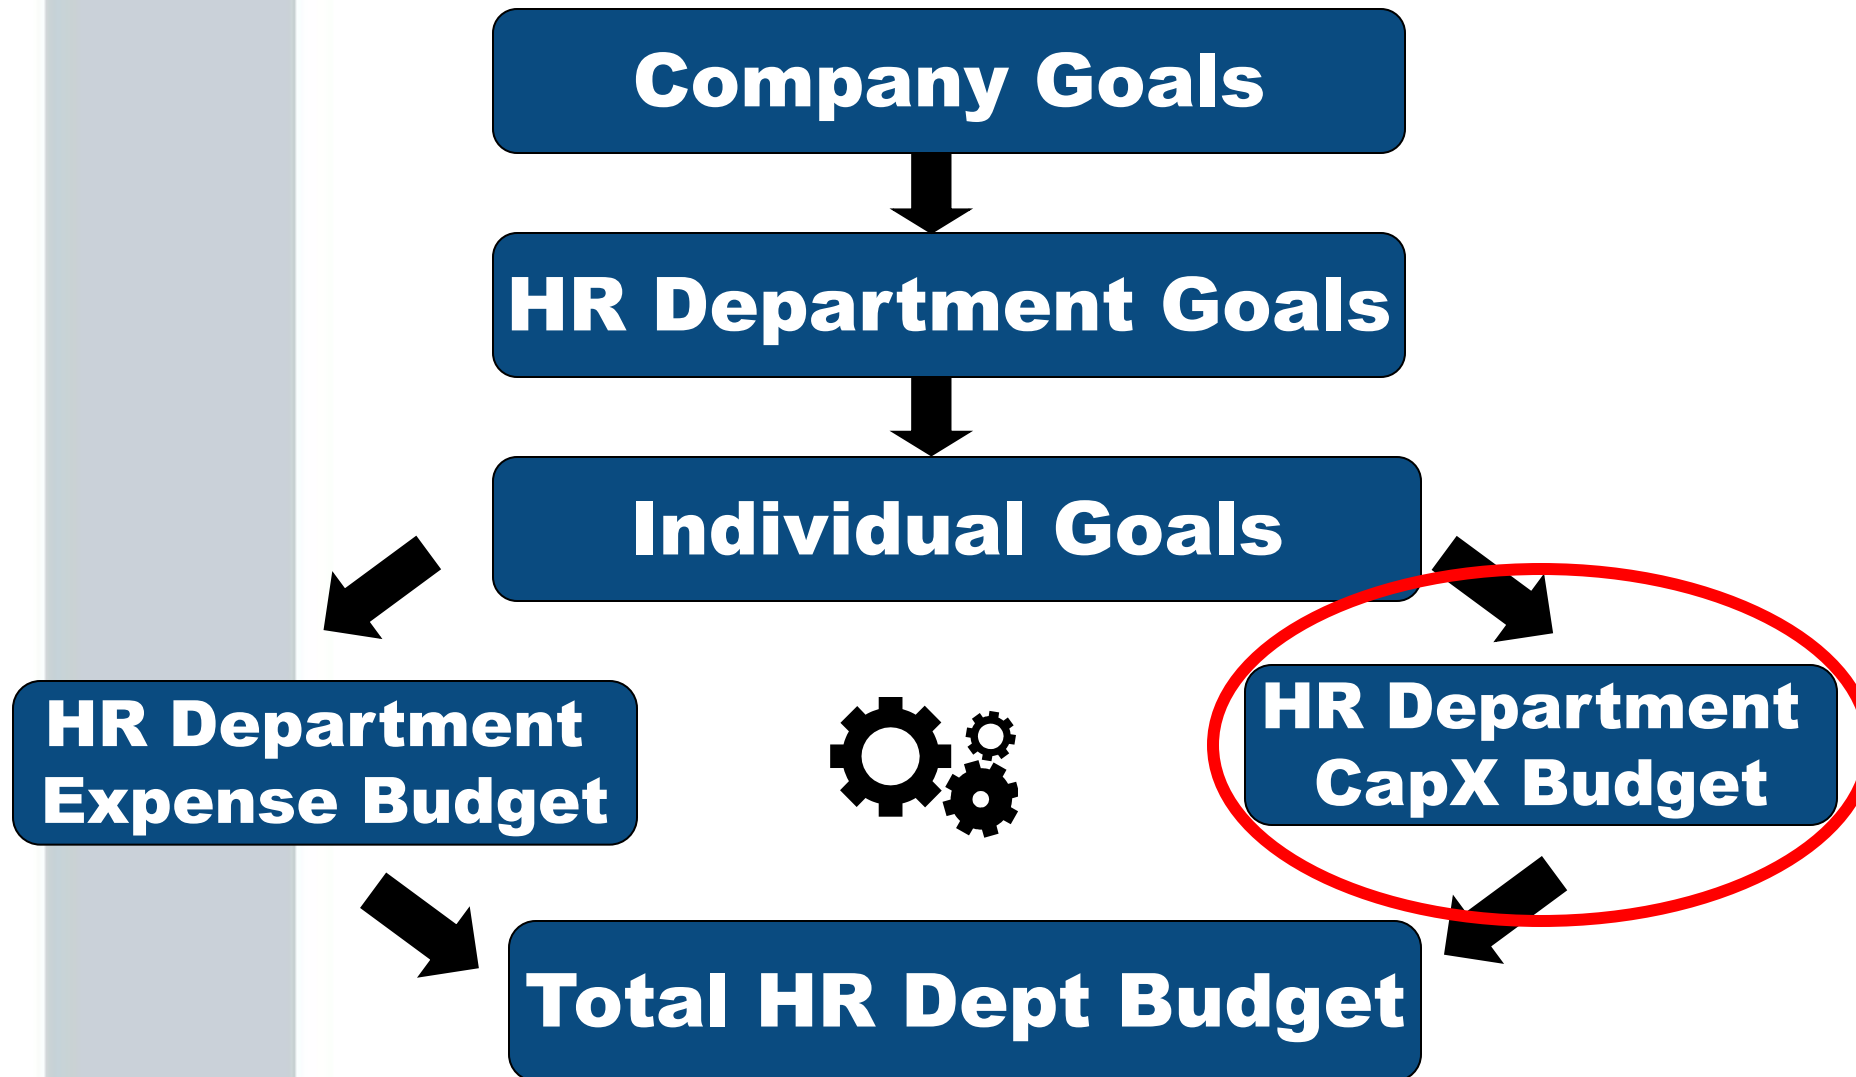 Company Goals
HR Department Goals
Individual Goals
HR Department
Expense Budget
HR Department
CapX Budget
Total HR Dept Budget